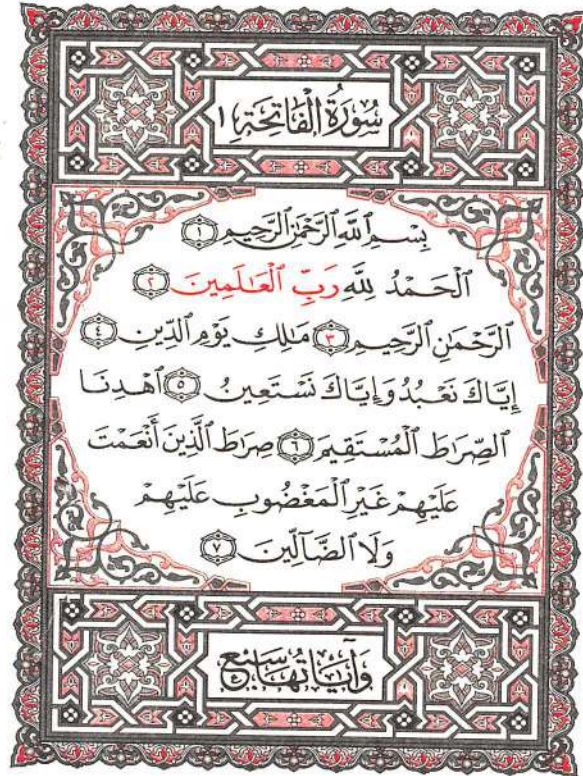 سُورَةُ الْفَاتِحَةِ ١
بِسْمِ ٱللَّهِ ٱلرَّحْمَٰنِ ٱلرَّحِيمِ ١
ٱلْحَمْدُ لِلَّهِ رَبِّ ٱلْعَٰلَمِينَ ٢
ٱلرَّحْمَٰنِ ٱلرَّحِيمِ ٣ مَٰلِكِ يَوْمِ ٱلدِّينِ ٤
إِيَّاكَ نَعْبُدُ وَإِيَّاكَ نَسْتَعِينُ ٥ ٱهْدِنَا
ٱلصِّرَٰطَ ٱلْمُسْتَقِيمَ ٦ صِرَٰطَ ٱلَّذِينَ أَنْعَمْتَ
عَلَيْهِمْ غَيْرِ ٱلْمَغْضُوبِ عَلَيْهِمْ
وَلَا ٱلضَّآلِّينَ ٧
وَآيَاتُهَا سَبْعٌ